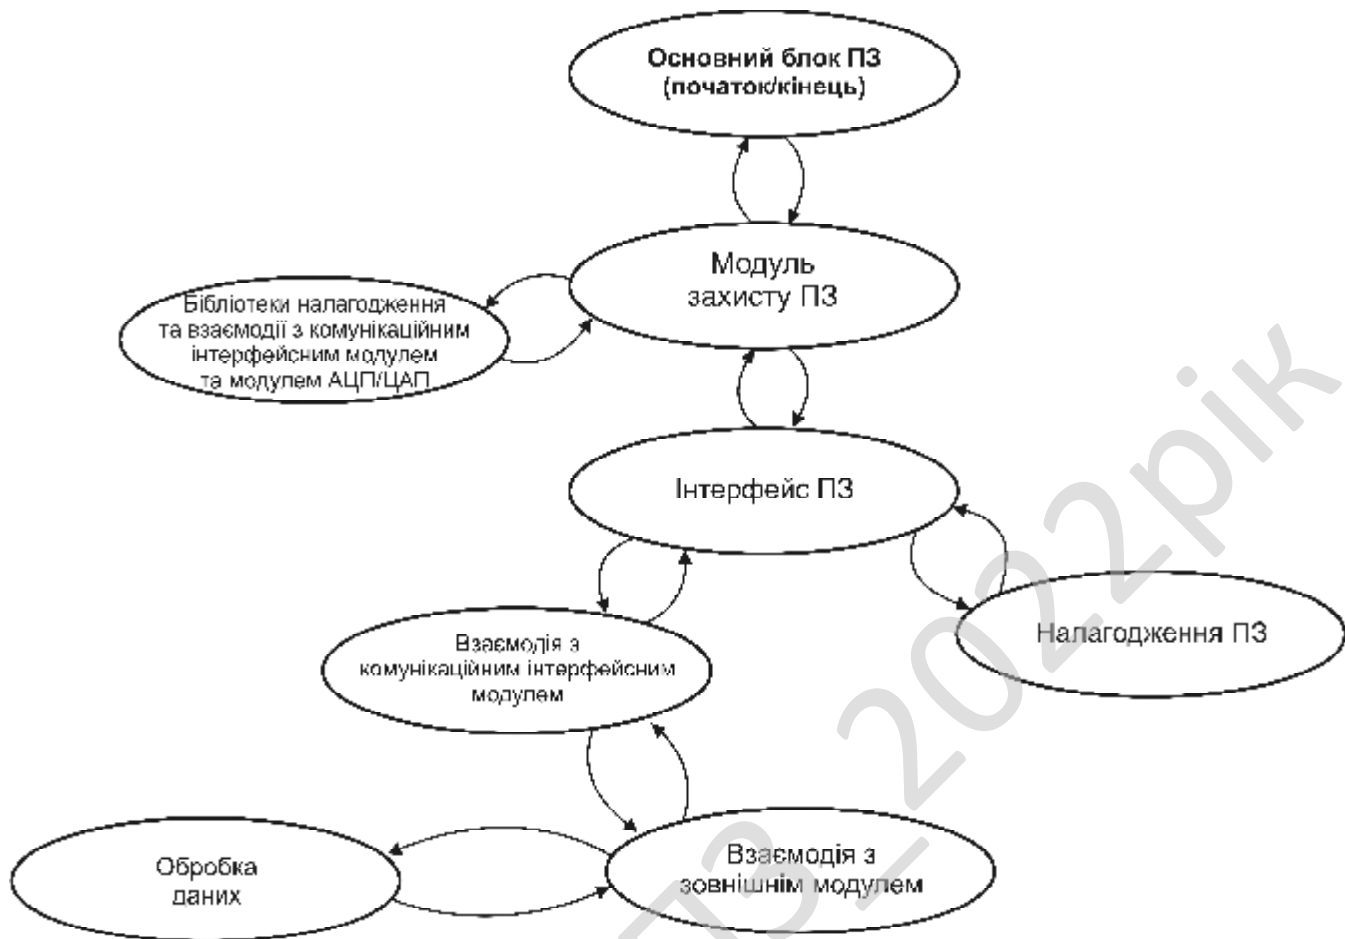 Основний блок ПЗ
(початок/кінець)
Модуль
захисту ПЗ
Бібліотеки налагодження
та взаємодії з комунікаційним
інтерфейсним модулем
та модулем АЦП/ЦАП
Інтерфейс ПЗ
Налагодження ПЗ
Взаємодія з
комунікаційним інтерфейсним
модулем
Взаємодія з
зовнішнім модулем
Обробка
даних
ПЗ_2022рік